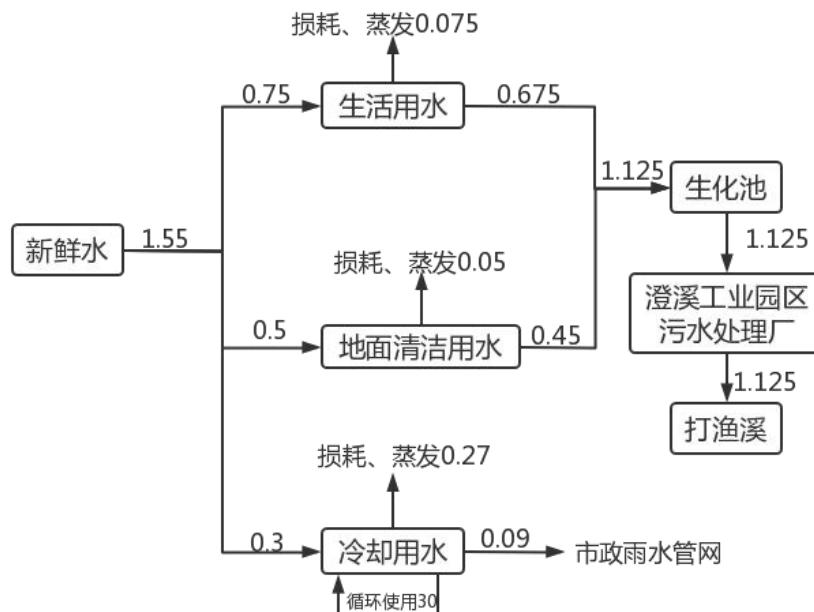 损耗、蒸发0.075
0.75
生活用水
0.675
1.125
生化池
新鲜水
1.55
1.125
损耗、蒸发0.05
澄溪工业园区
污水处理厂
0.5
地面清洁用水
0.45
1.125
打渔溪
损耗、蒸发0.27
0.3
冷却用水
0.09
市政雨水管网
循环使用30